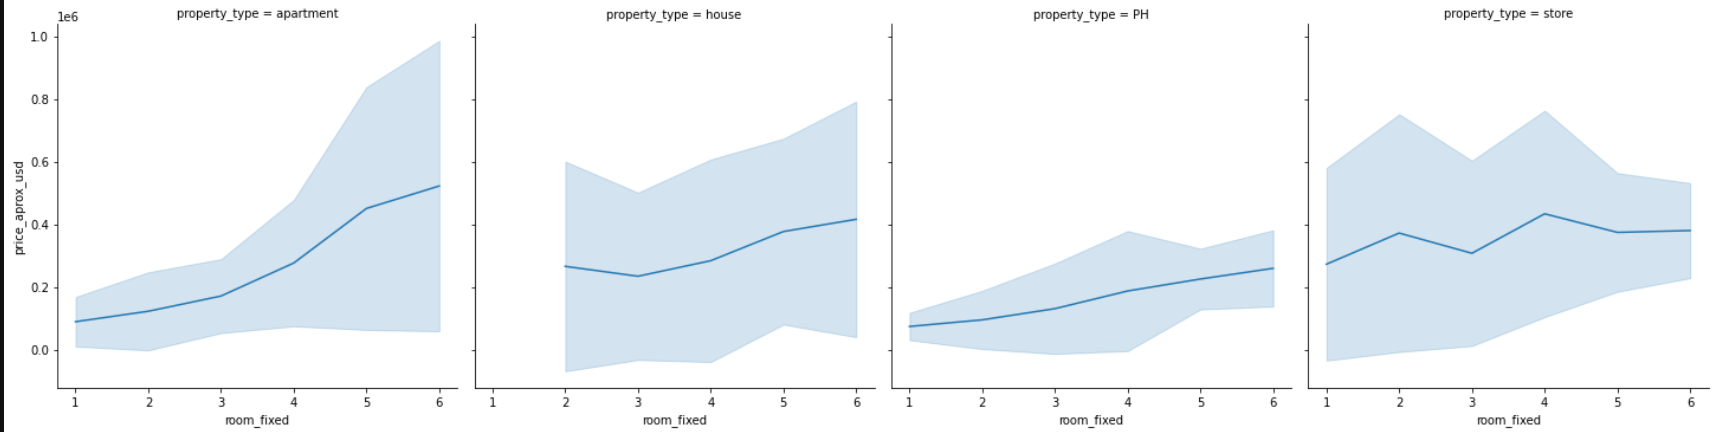 1e6
property_type = apartment
property_type = house
property_type = PH
property_type = store
price_aprox_usd
1.0
0.8
0.6
0.4
0.2
0.0
1 2 3 4 5 6
1 2 3 4 5 6
1 2 3 4 5 6
1 2 3 4 5 6
room_fixed
room_fixed
room_fixed
room_fixed